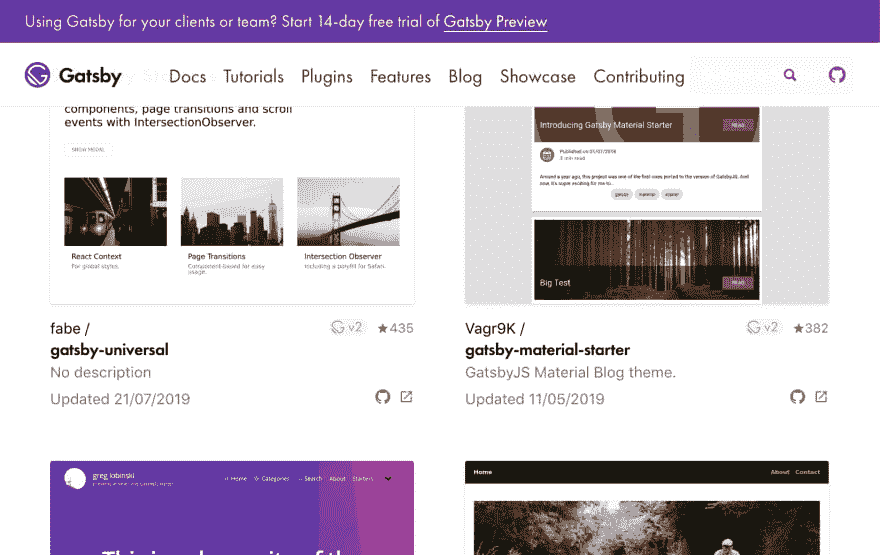 Using Gatsby for your clients or team? Start 14-day free trial of Gatsby Preview
Gatsby
Docs Tutorials Plugins Features Blog Showcase Contributing
components, page transitions and scroll
events with IntersectionObserver.
SHOW MODAL
React Context
For global styles.
Page Transitions
Component-based for easy
usage.
Intersection Observer
Including a polyfill for Safari.
Introducing Gatsby Material Starter
READ
Published on 01/07/2019
3 min read
Around a year ago, this project was one of the first ones ported to the version of GatsbyJS. And
now, it's super exciting for me to...
gatsby material starter
Big Test
READ
fabe /
v2
★435
gatsby-universal
No description
Updated 21/07/2019
Vagr9K /
v2
★382
gatsby-material-starter
GatsbyJS Material Blog theme.
Updated 11/05/2019
greg lobinski
Home Categories Search About Starters
Home
About Contact